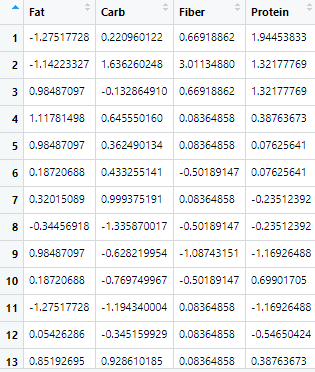 Fat Carb Fiber Protein
1 -1.27517728 0.220960122 0.66918862 1.94453833
2 -1.14223327 1.636260248 3.01134880 1.32177769
3 0.98487097 -0.132864910 0.66918862 1.32177769
4 1.11781498 0.645550160 0.08364858 0.38763673
5 0.98487097 0.362490134 0.08364858 0.07625641
6 0.18720688 0.433255141 -0.50189147 0.07625641
7 0.32015089 0.999375191 0.08364858 -0.23512392
8 -0.34456918 -1.335870017 -0.50189147 -0.23512392
9 0.98487097 -0.628219954 -1.08743151 -1.16926488
10 0.18720688 -0.769749967 -0.50189147 0.69901705
11 -1.27517728 -1.194340004 0.08364858 -1.16926488
12 0.05426286 -0.345159929 0.08364858 -0.54650424
13 0.85192695 0.928610185 0.08364858 0.38763673